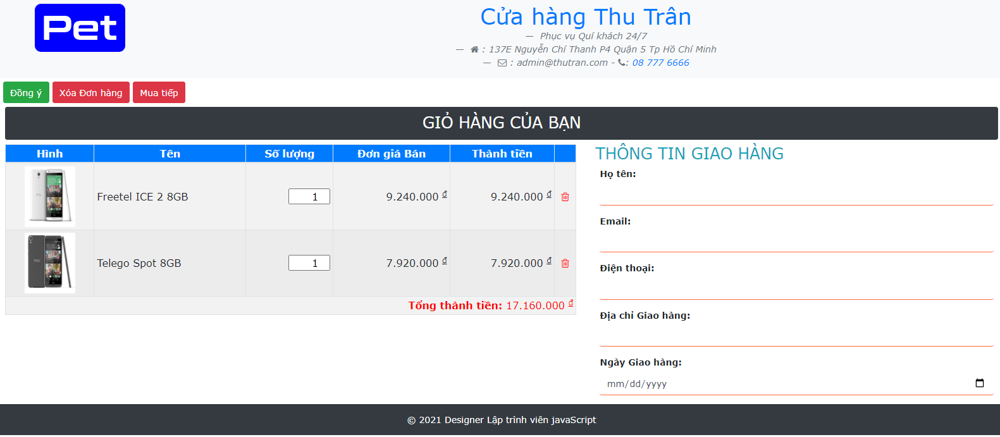 Pet
Cửa hàng Thu Trân
— Phục vụ Quí khách 24/7
— : 137E Nguyễn Chí Thanh P4 Quận 5 Tp Hồ Chí Minh
— : admin@thutran.com - : 08 777 6666
Đồng ý Xóa Đơn hàng Mua tiếp
GIỎ HÀNG CỦA BẠN
Hình Tên Số lượng Đơn giá Bán Thành tiền
Freetel ICE 2 8GB 1 9.240.000 đ 9.240.000 đ
Telego Spot 8GB 1 7.920.000 đ 7.920.000 đ
Tổng thành tiền: 17.160.000 đ
THÔNG TIN GIAO HÀNG
Họ tên:
Email:
Điện thoại:
Địa chỉ Giao hàng:
Ngày Giao hàng:
mm/dd/yyyy
© 2021 Designer Lập trình viên javaScript